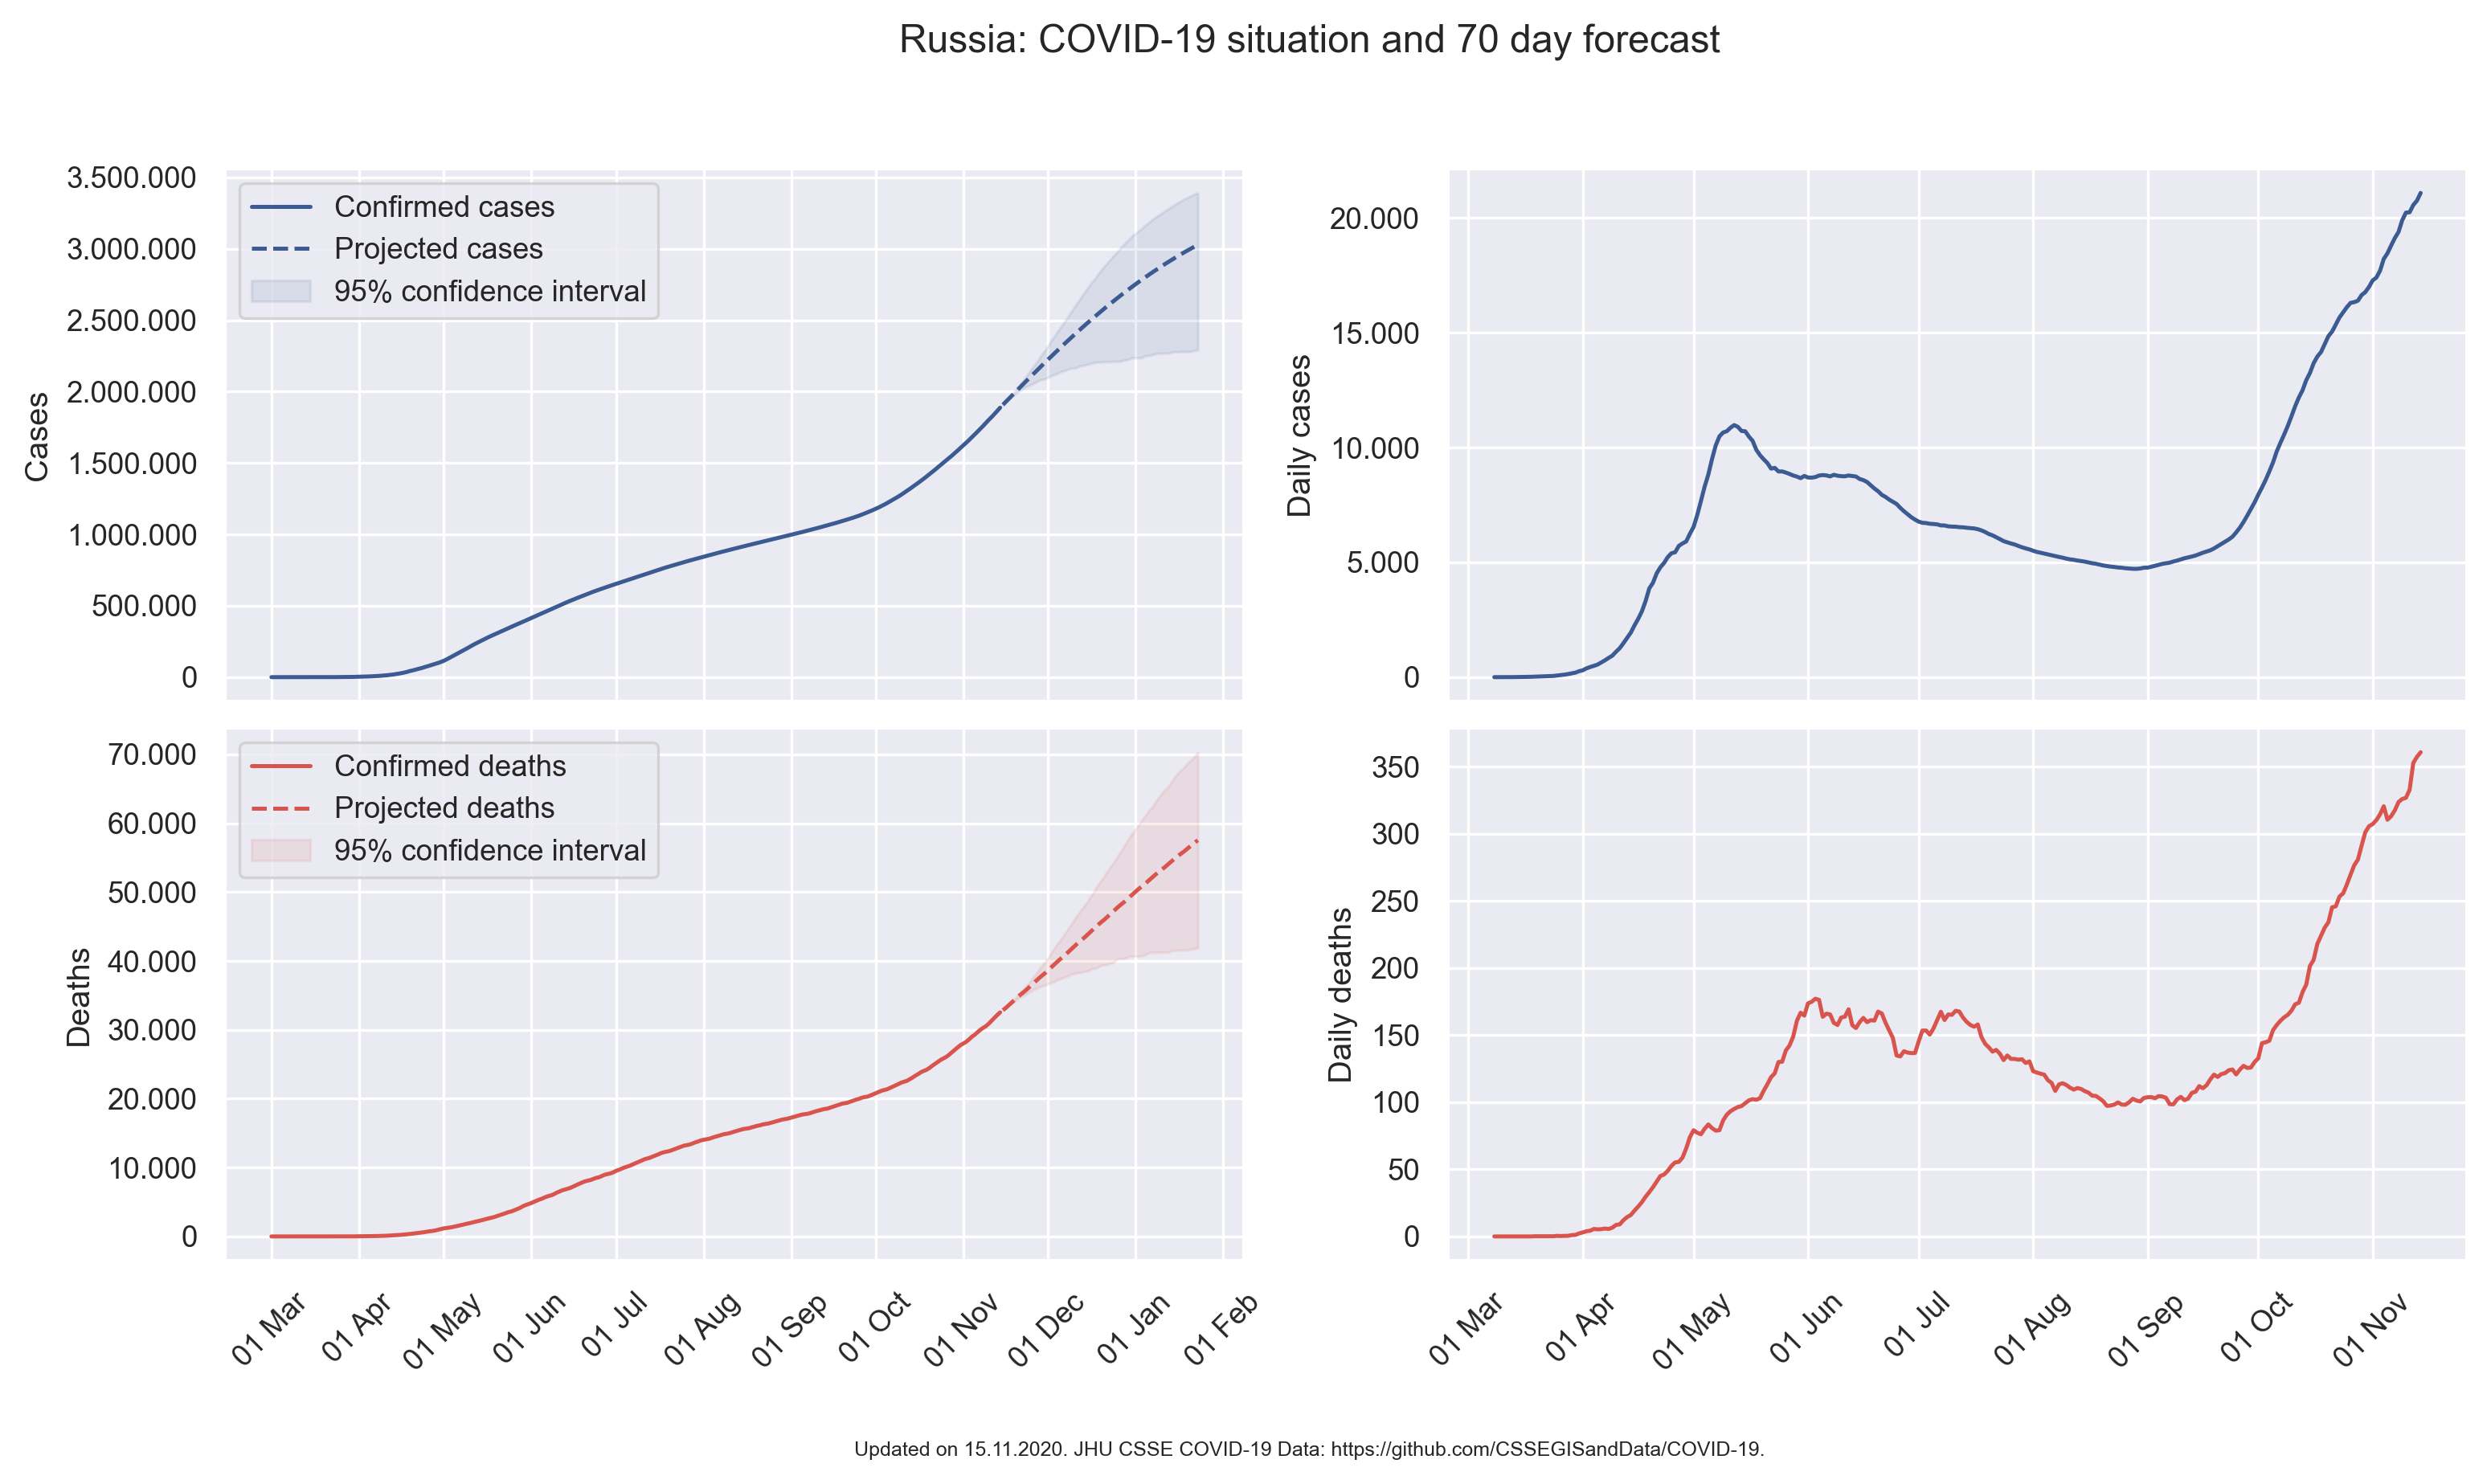 Russia: COVID-19 situation and 70 day forecast
3.500.000
3.000.000
2.500.000
2.000.000
1.500.000
1.000.000
500.000
0
Cases
Confirmed cases
Projected cases
95% confidence interval
20.000
15.000
10.000
5.000
0
Daily cases
70.000
60.000
50.000
40.000
30.000
20.000
10.000
0
Deaths
Confirmed deaths
Projected deaths
95% confidence interval
01 Mar
01 Apr
01 May
01 Jun
01 Jul
01 Aug
01 Sep
01 Oct
01 Nov
01 Dec
01 Jan
01 Feb
350
300
250
200
150
100
50
0
Daily deaths
01 Mar
01 Apr
01 May
01 Jun
01 Jul
01 Aug
01 Sep
01 Oct
01 Nov
Updated on 15.11.2020. JHU CSSE COVID-19 Data: https://github.com/CSSEGISandData/COVID-19.